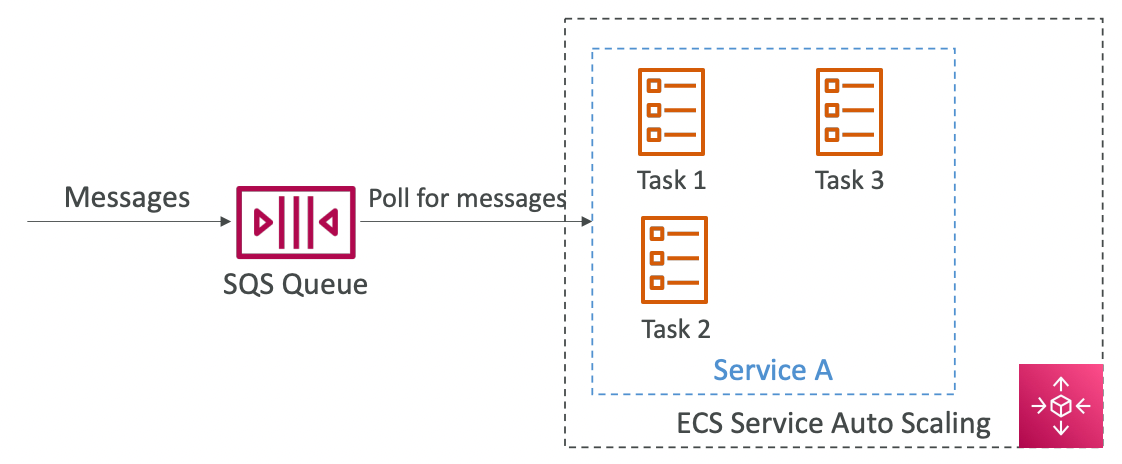 Messages
SQS Queue
Poll for messages
Task 1
Task 3
Task 2
Service A
ECS Service Auto Scaling